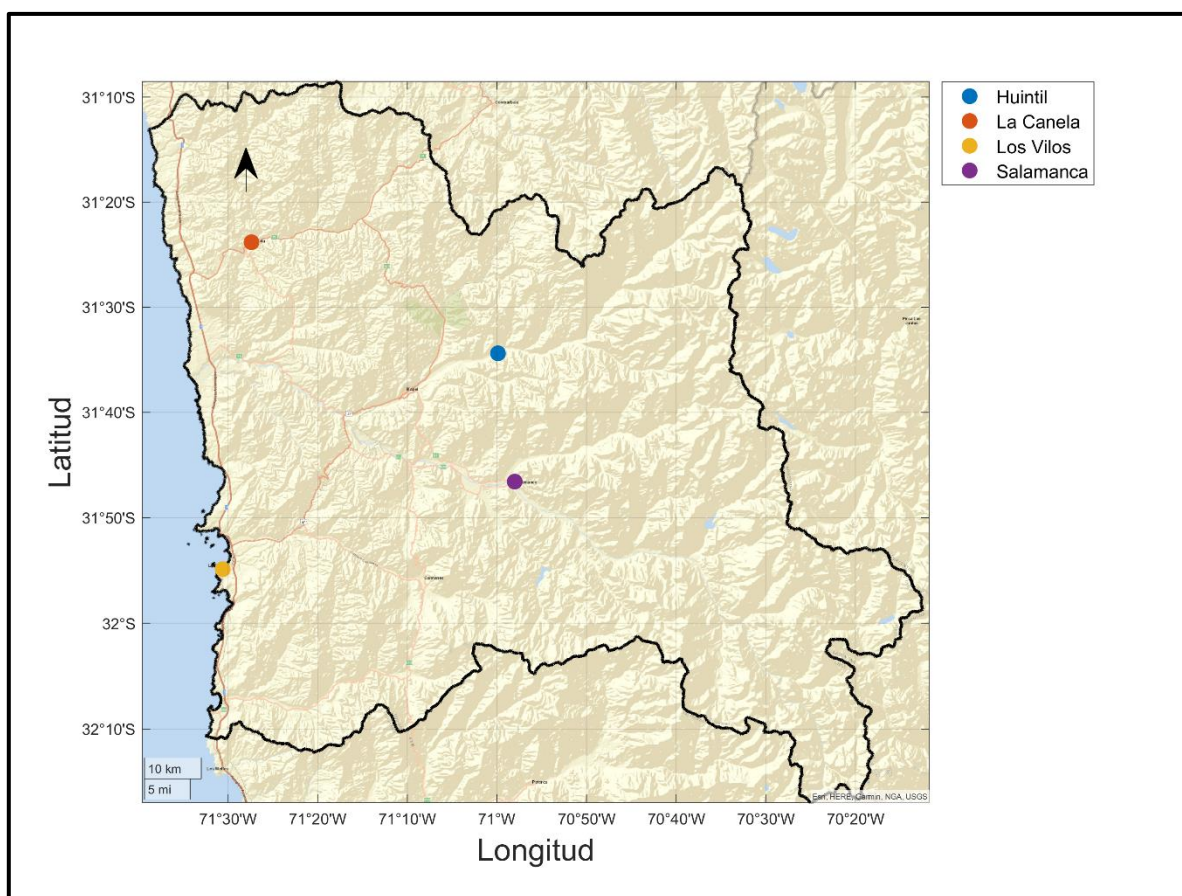 Huintil
La Canela
Los Vilos
Salamanca
31°10'S
31°20'S
31°30'S
31°40'S
31°50'S
32°S
32°10'S
Latitud
10 km
5 mi
Esri, HERE, Garmin, NGA, USGS
71°30'W
71°20'W
71°10'W
71°W
70°50'W
70°40'W
70°30'W
70°20'W
Longitud